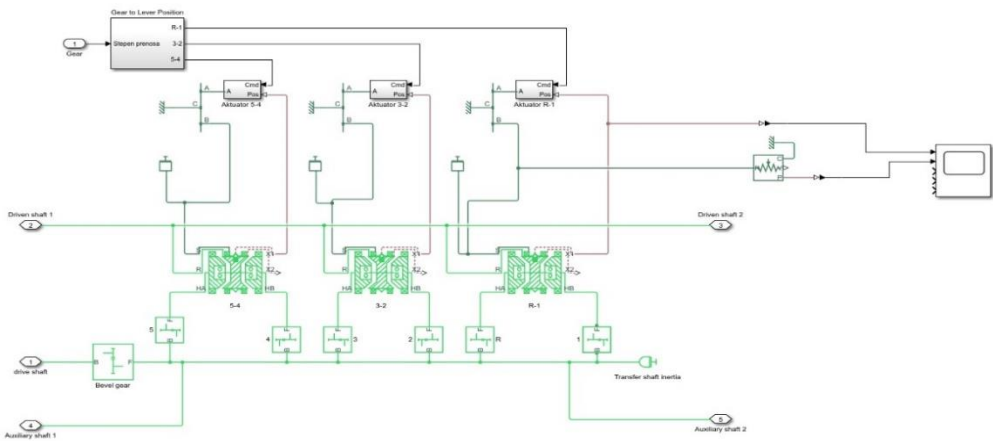 Gear to Lever Position
R-1
1
Stepen prenosa
3-2
Gear
5-4
A
A
Cmd
Pos
A
A
Cmd
Pos
A
A
Cmd
Pos
C
Aktuator 5-4
C
Aktuator 3-2
C
Aktuator R-1
B
B
B
C
R
P
Driven shaft 1
2
Driven shaft 2
3
S
X1
S
X1
S
X1
R
X2
R
X2
R
X2
HA
HB
HA
HB
HA
HB
5-4
3-2
R-1
5
F
B
4
F
B
3
F
B
2
F
B
R
F
B
1
F
B
1
drive shaft
B
F
Bevel gear
Transfer shaft inertia
4
Auxiliary shaft 1
5
Auxiliary shaft 2